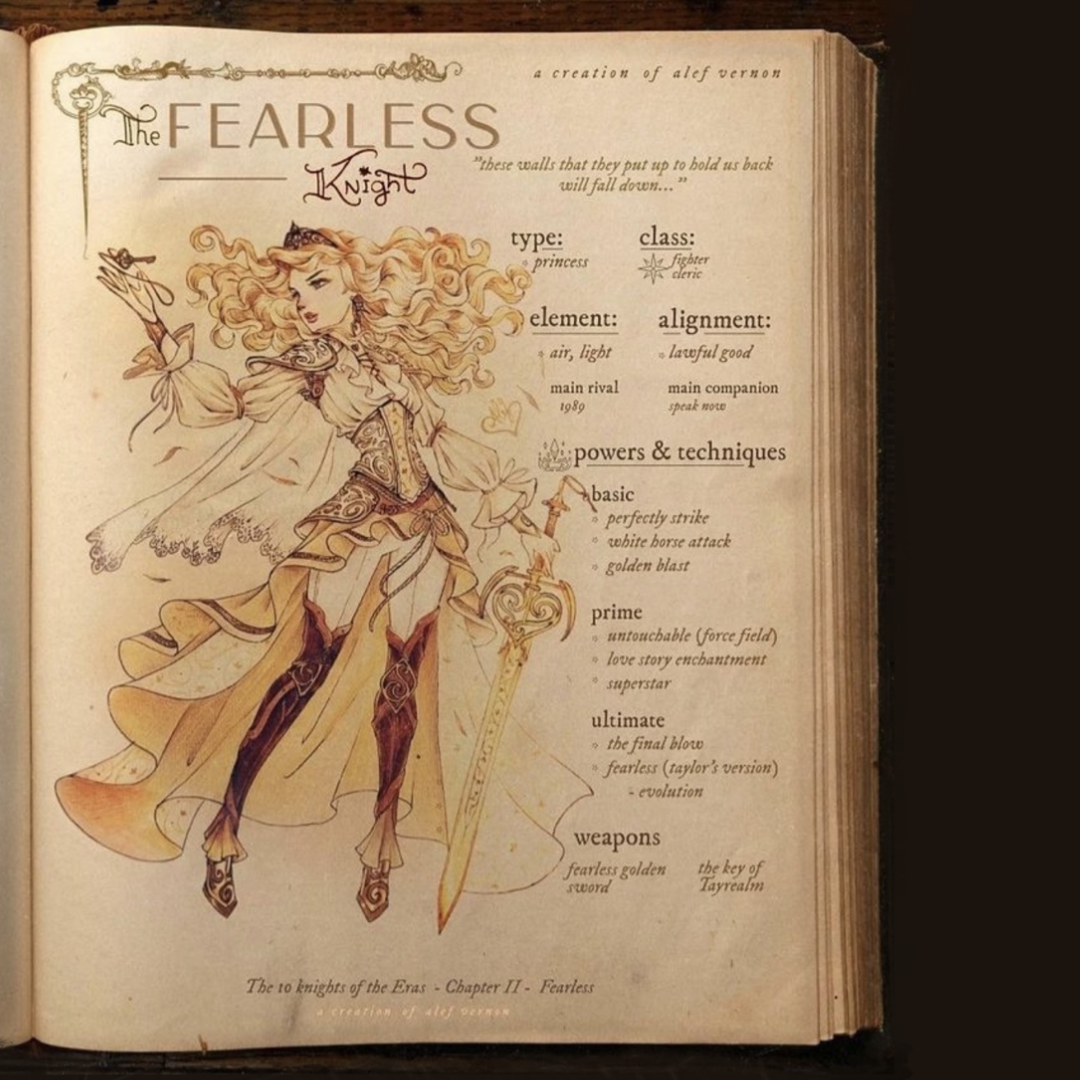 a creation of alef vernon
The FEARLESS
Knight
"these walls that they put up to hold us back
will fall down..."
type:
princess
class:
fighter
cleric
element:
air, light
alignment:
lawful good
main rival
1989
main companion
speak now
powers & techniques
basic
perfectly strike
white horse attack
golden blast
prime
untouchable (force field)
love story enchantment
superstar
ultimate
the final blow
fearless (taylor's version)
- evolution
weapons
fearless golden
sword
the key of
Tayrealm
The 10 knights of the Eras - Chapter II - Fearless
a creation of alef vernon